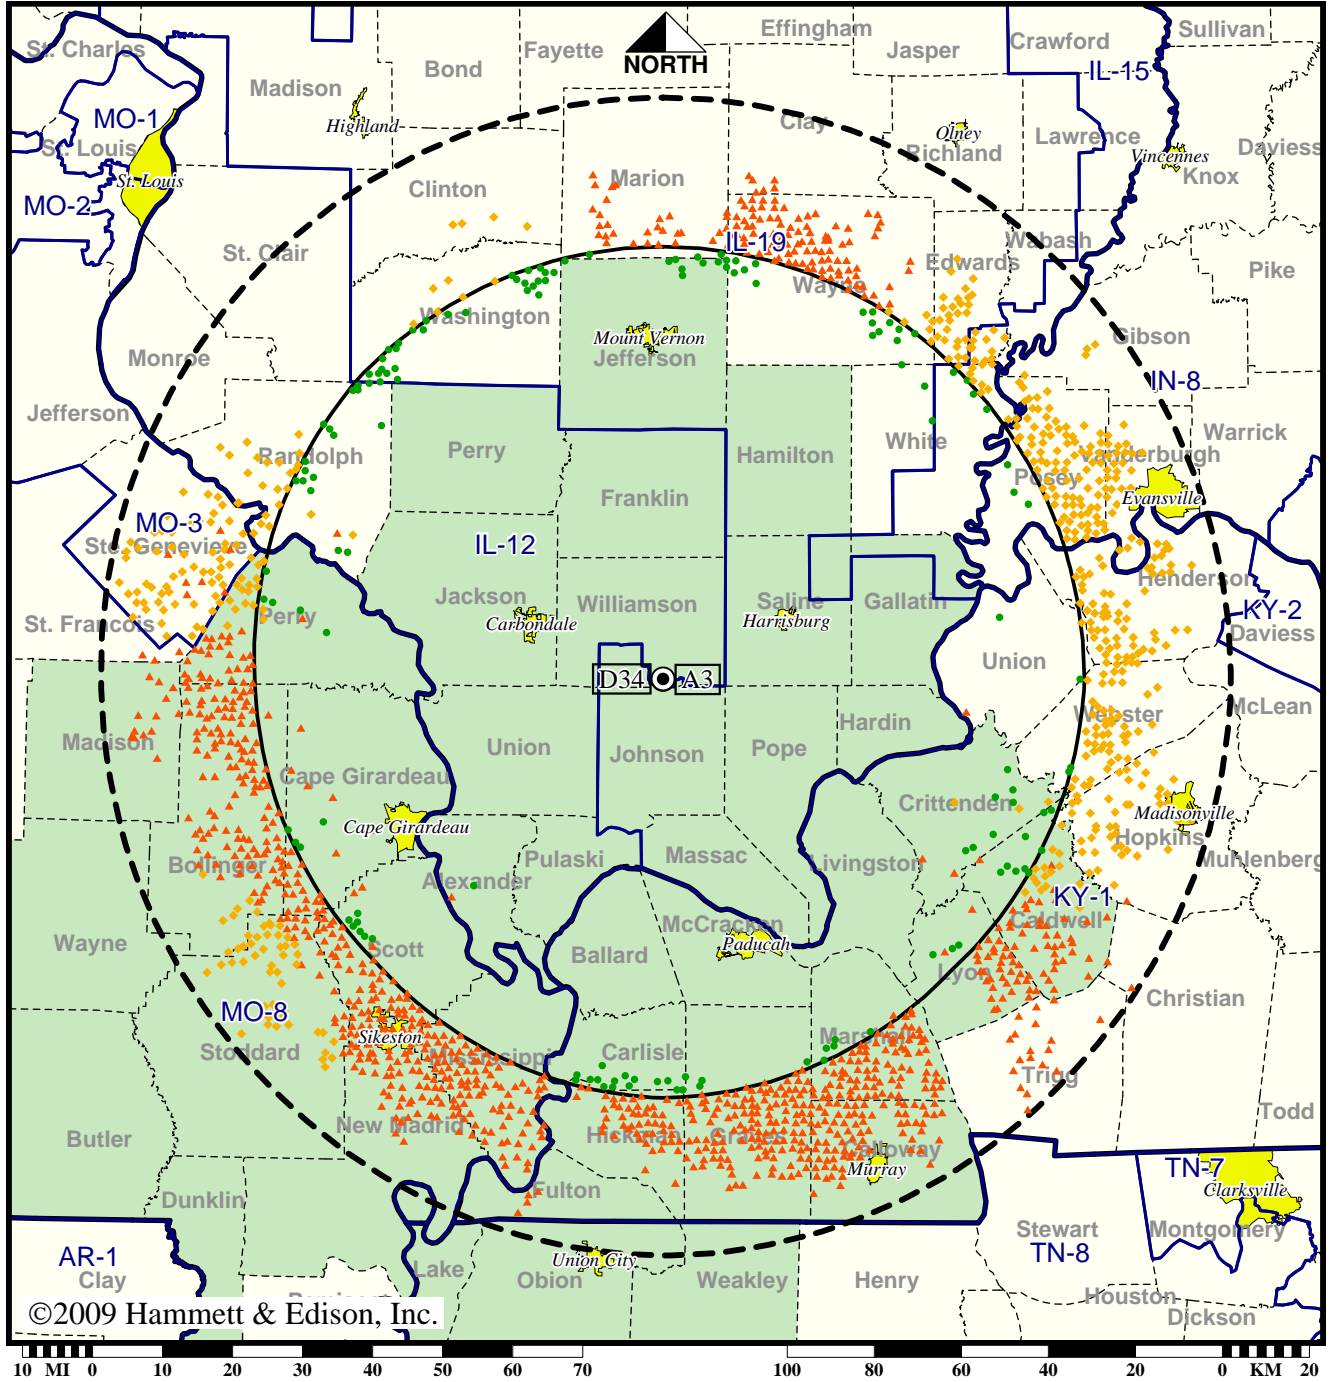 St. Charles
Madison
Bond
Fayette
Effingham
Jasper
Crawford
Sullivan
NORTH
IL-15
MO-1
Highland
Clay
Olney
Richland
Lawrence
Vincennes
Knox
Daviess
St. Louis
St. Louis
Clinton
Marion
MO-2
St. Clair
IL-19
Wabash
Edwards
Pike
Wayne
Washington
Mount Vernon
Jefferson
Gibson
Monroe
IN-8
Jefferson
Randolph
Perry
Hamilton
White
Warrick
Vanderburgh
Posey
Evansville
Franklin
MO-3
Ste. Genevieve
IL-12
Henderson
Jackson
Williamson
Saline
Gallatin
KY-2
Perry
Carbondale
Harrisburg
St. Francois
Daviess
Union
D34
A3
McLean
Webster
Madison
Union
Johnson
Pope
Hardin
Cape Girardeau
Crittenden
Madisonville
Cape Girardeau
Hopkins
Muhlenberg
Bollinger
Alexander
Pulaski
Massac
Livingston
KY-1
Caldwell
Wayne
Scott
McCracken
Paducah
Ballard
Lyon
Christian
MO-8
Stoddard
Sikeston
Mississippi
Carlisle
Marshall
Trigg
Todd
Butler
New Madrid
Hickman
Graves
Calloway
Murray
TN-7
Clarksville
Dunklin
Fulton
Stewart
Montgomery
TN-8
AR-1
Clay
Lake
Union City
Obion
Weakley
Henry
Houston
Dickson
©2009 Hammett & Edison, Inc.
10 MI 0 10 20 30 40 50 60 70 100 80 60 40 20 0 KM 20